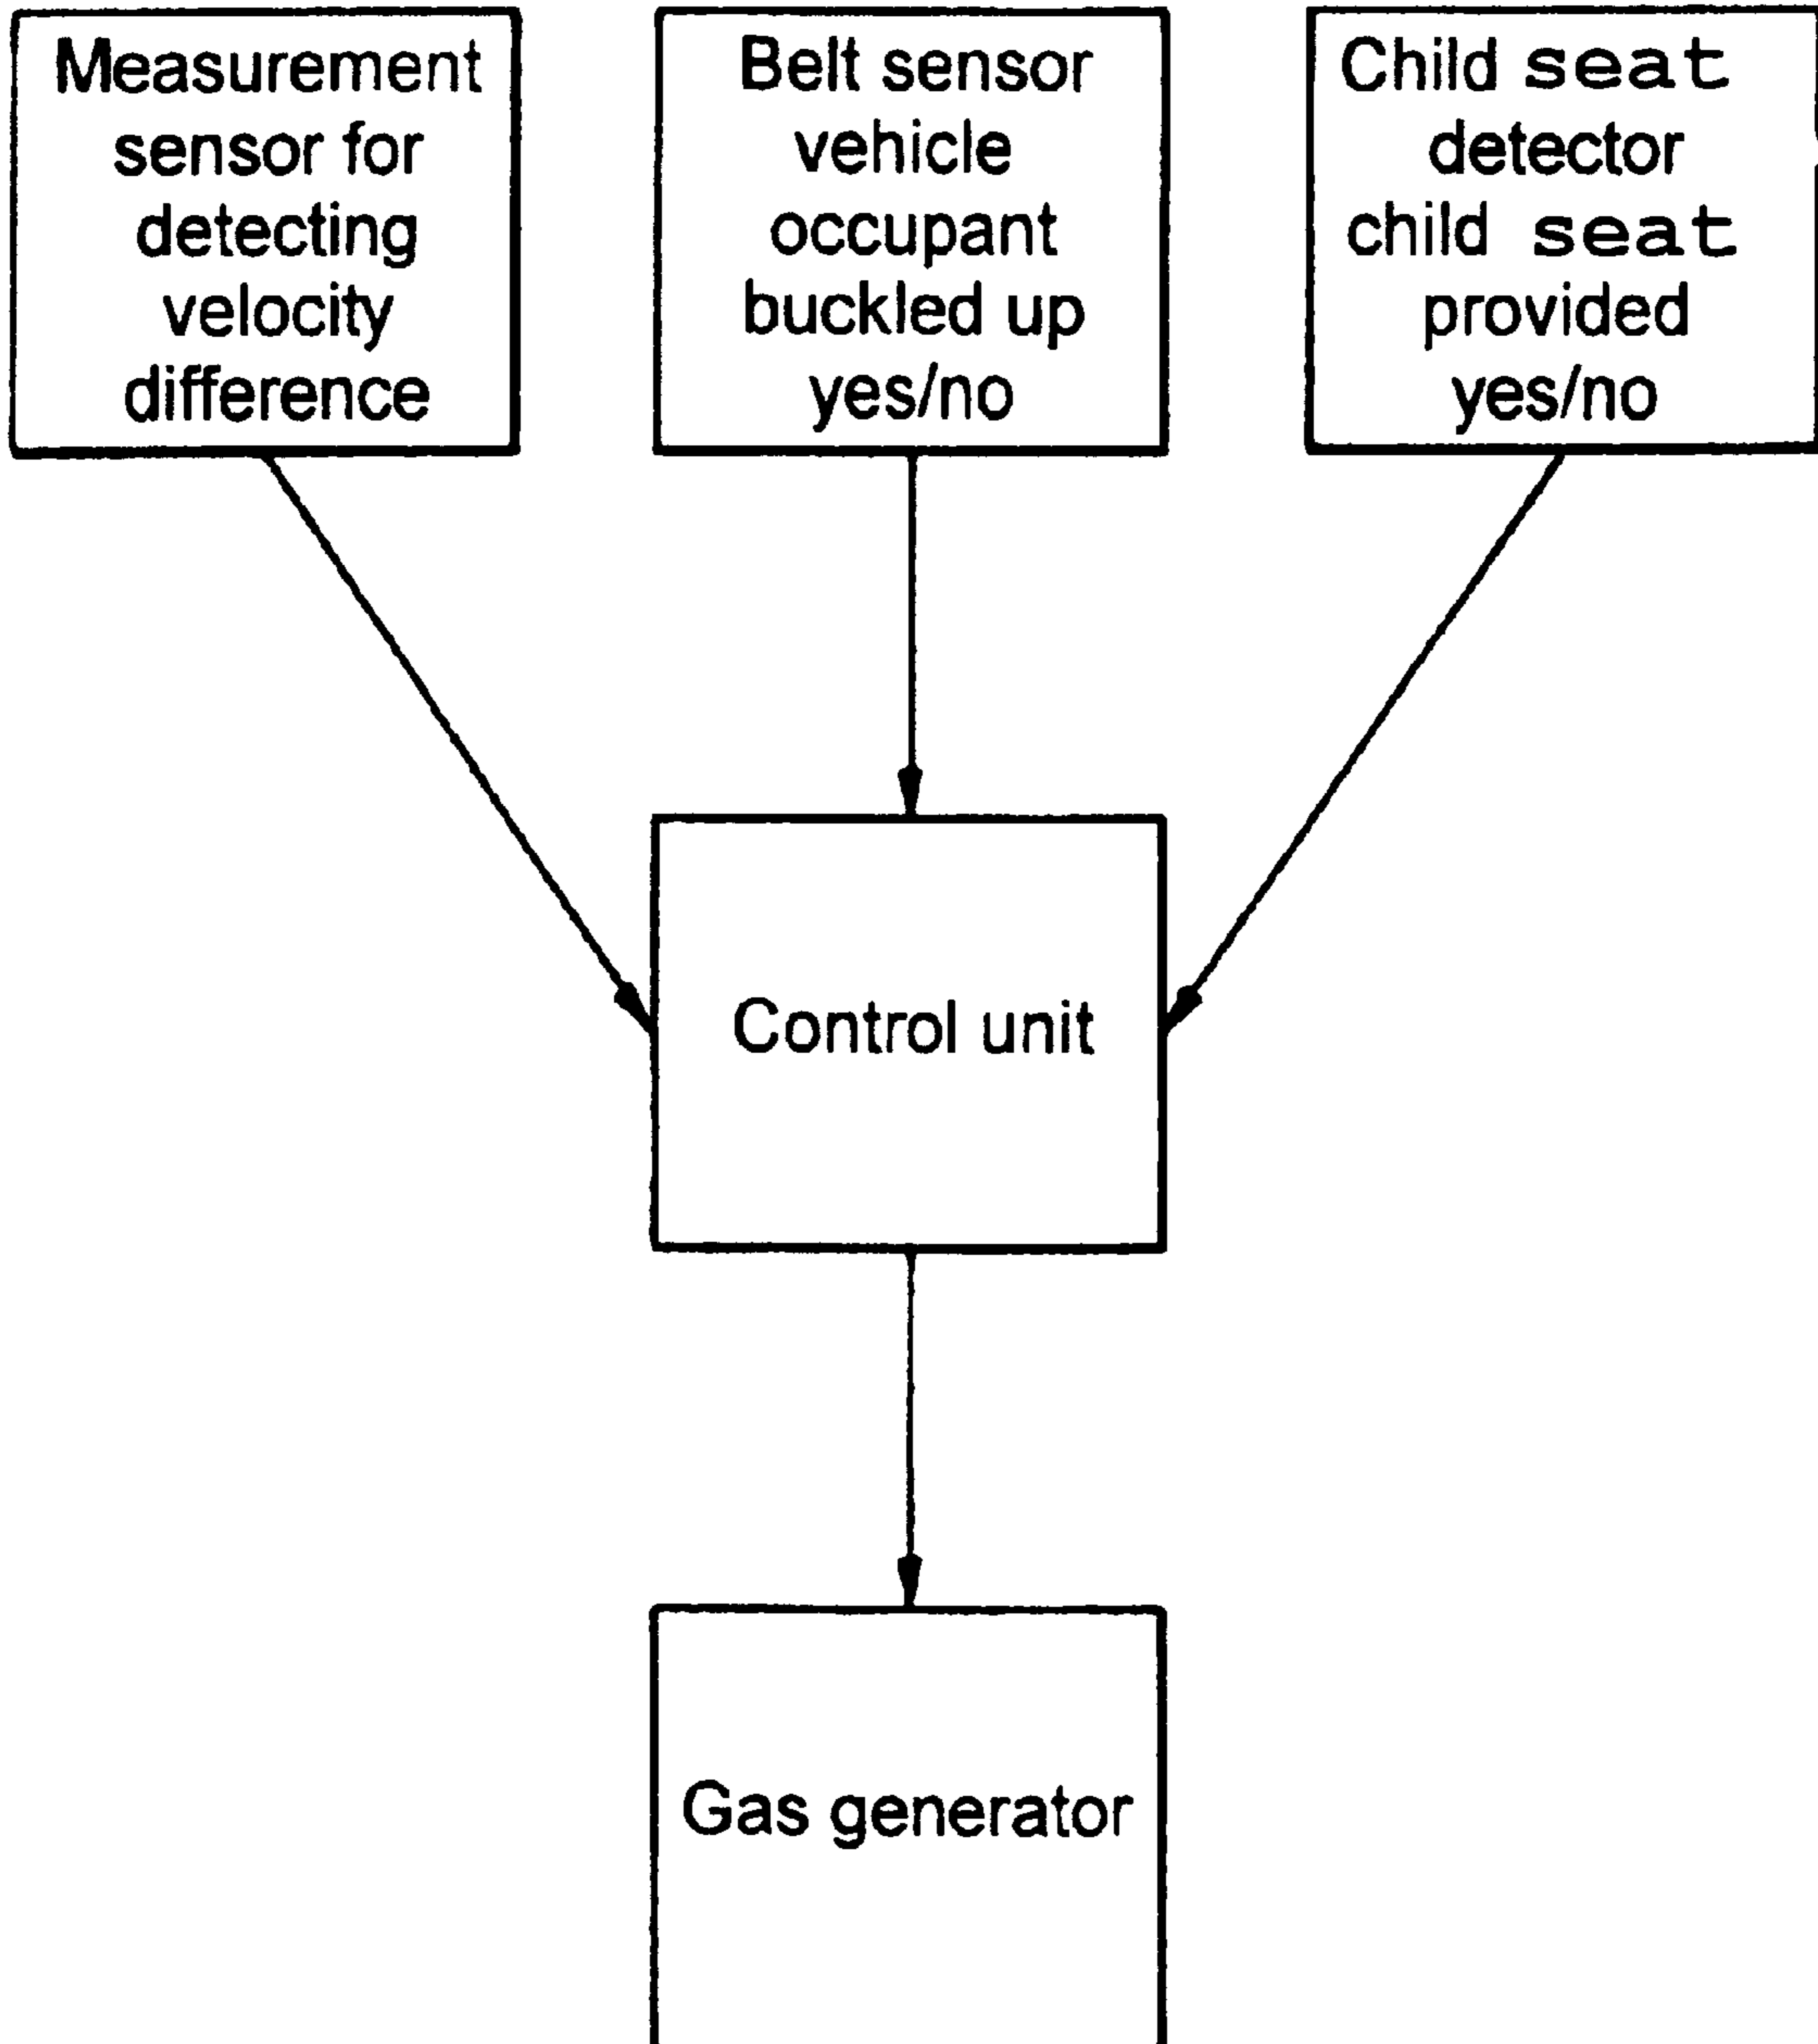 Measurement
sensor for
detecting
velocity
difference
Belt sensor
vehicle
occupant
buckled up
yes/no
Child seat
detector
child seat
provided
yes/no
Control unit
Gas generator